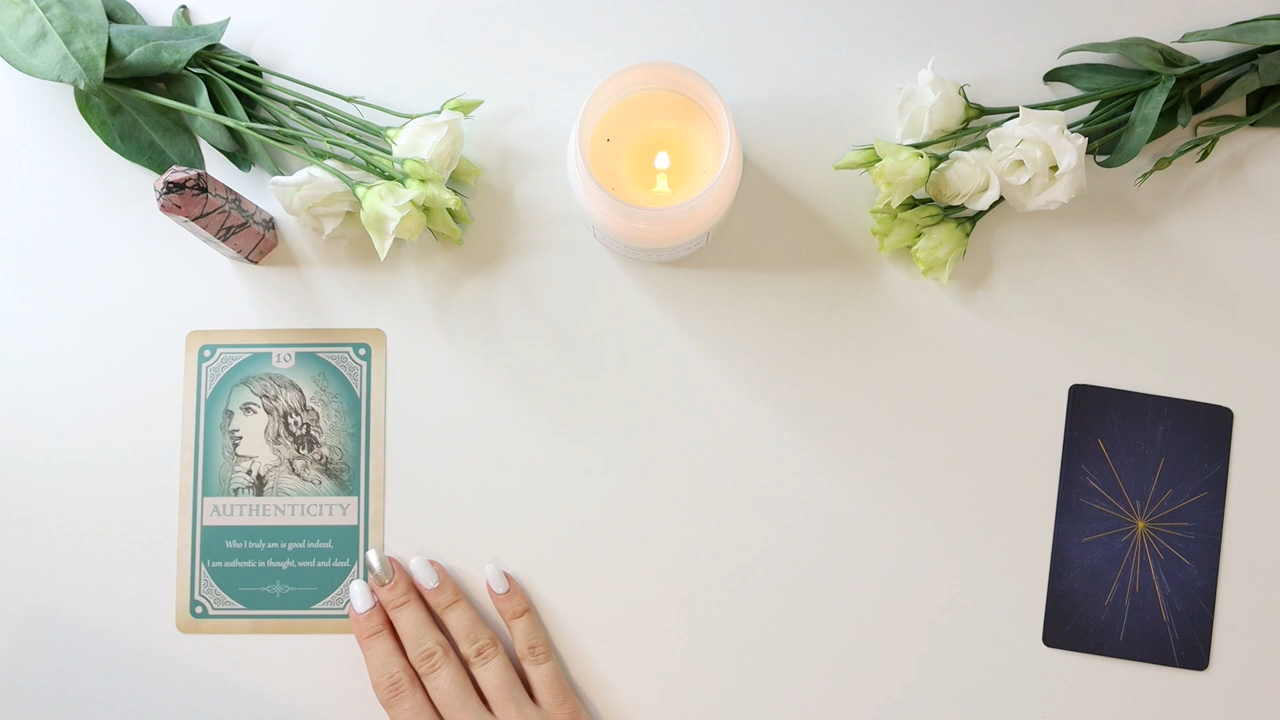 10
AUTHENTICITY
Who I truly am is good indeed,
I am authentic in thought, word and deed.